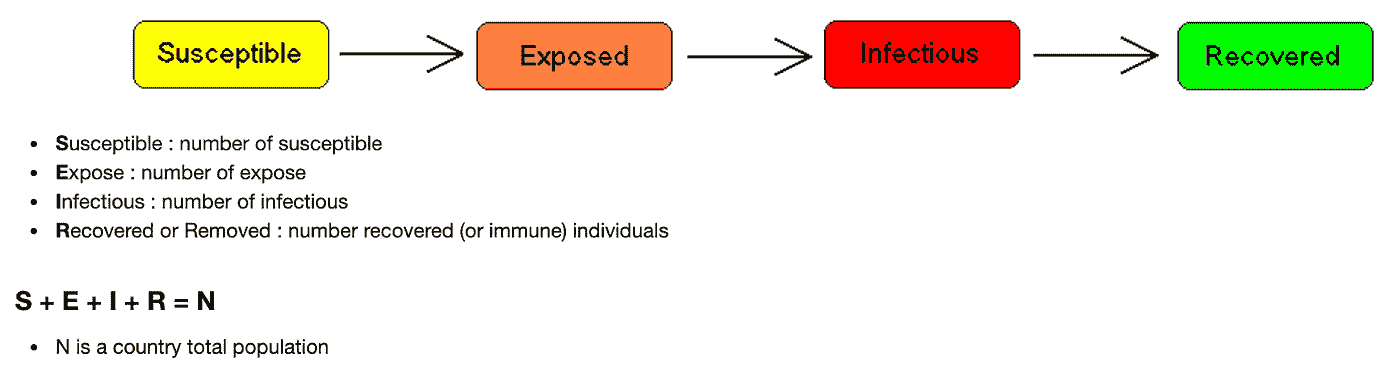 Susceptible Exposed Infectious Recovered
• Susceptible : number of susceptible
• Expose : number of expose
• Infectious : number of infectious
• Recovered or Removed : number recovered (or immune) individuals
S + E + I + R = N
• N is a country total population